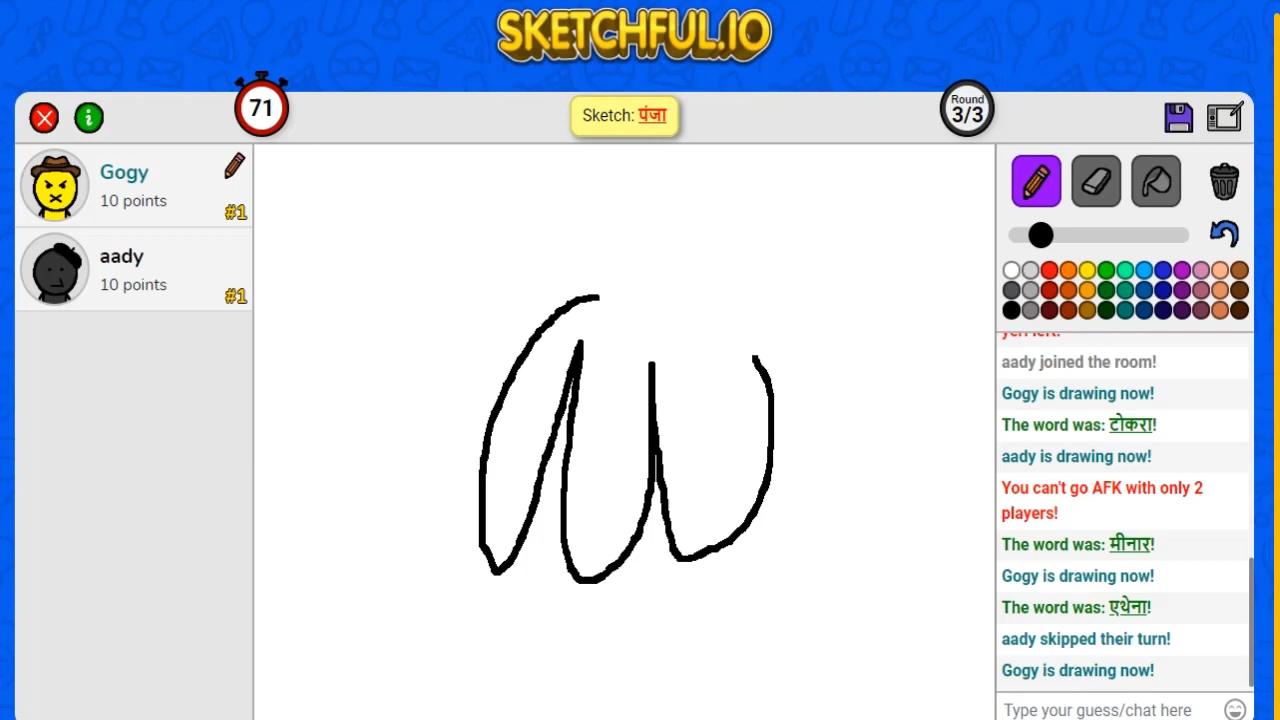 SKETCHFUL.IO
71
Sketch: पंजा
Round
3/3
Gogy
10 points
#1
aady
10 points
#1
aady joined the room!
Gogy is drawing now!
The word was: टोकरा!
aady is drawing now!
You can't go AFK with only 2
players!
The word was: मीनार!
Gogy is drawing now!
The word was: एथेना!
aady skipped their turn!
Gogy is drawing now!
Type your guess/chat here